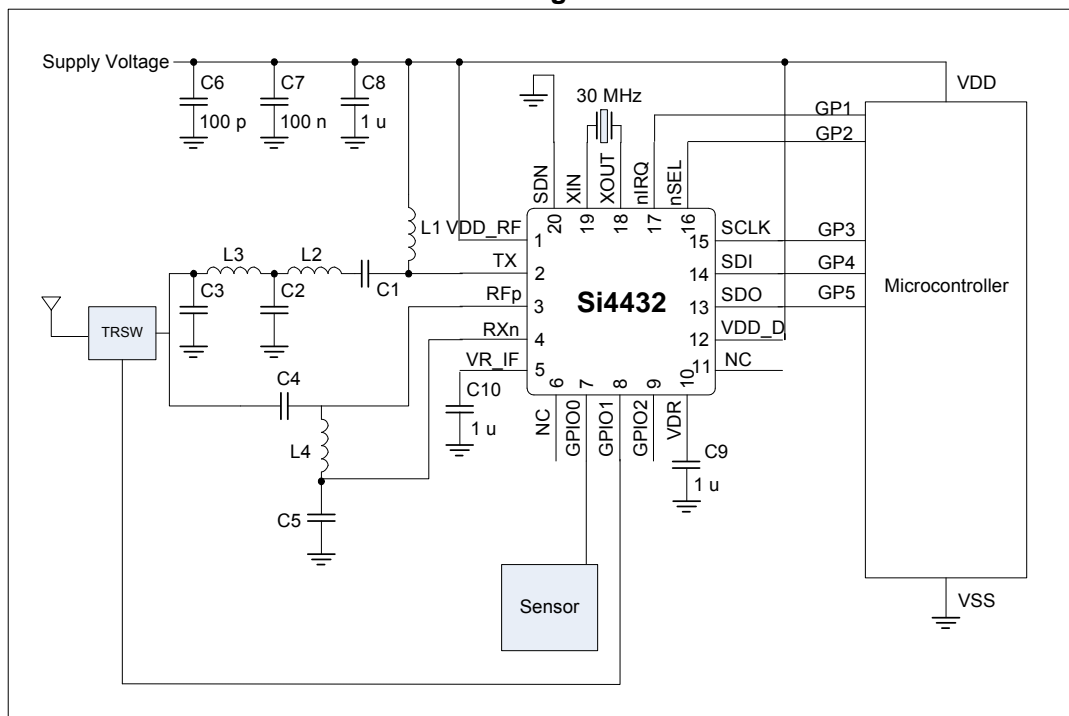 Supply Voltage
C6
100 p
C7
100 n
C8
1 u
30 MHz
VDD
GP1
GP2
SDN
XIN
XOUT
nIRQ
nSEL
20
19
18
17
16
L1
VDD_RF
1
15
SCLK
GP3
L3
L2
C1
TX
2
14
SDI
GP4
C3
C2
RFp
3
Si4432
13
SDO
GP5
Microcontroller
TRSW
RXn
4
12
VDD_D
VR_IF
5
11
NC
C4
C10
1 u
6
7
8
9
10
NC
GPIO0
GPIO1
GPIO2
VDR
L4
C9
1 u
C5
Sensor
VSS